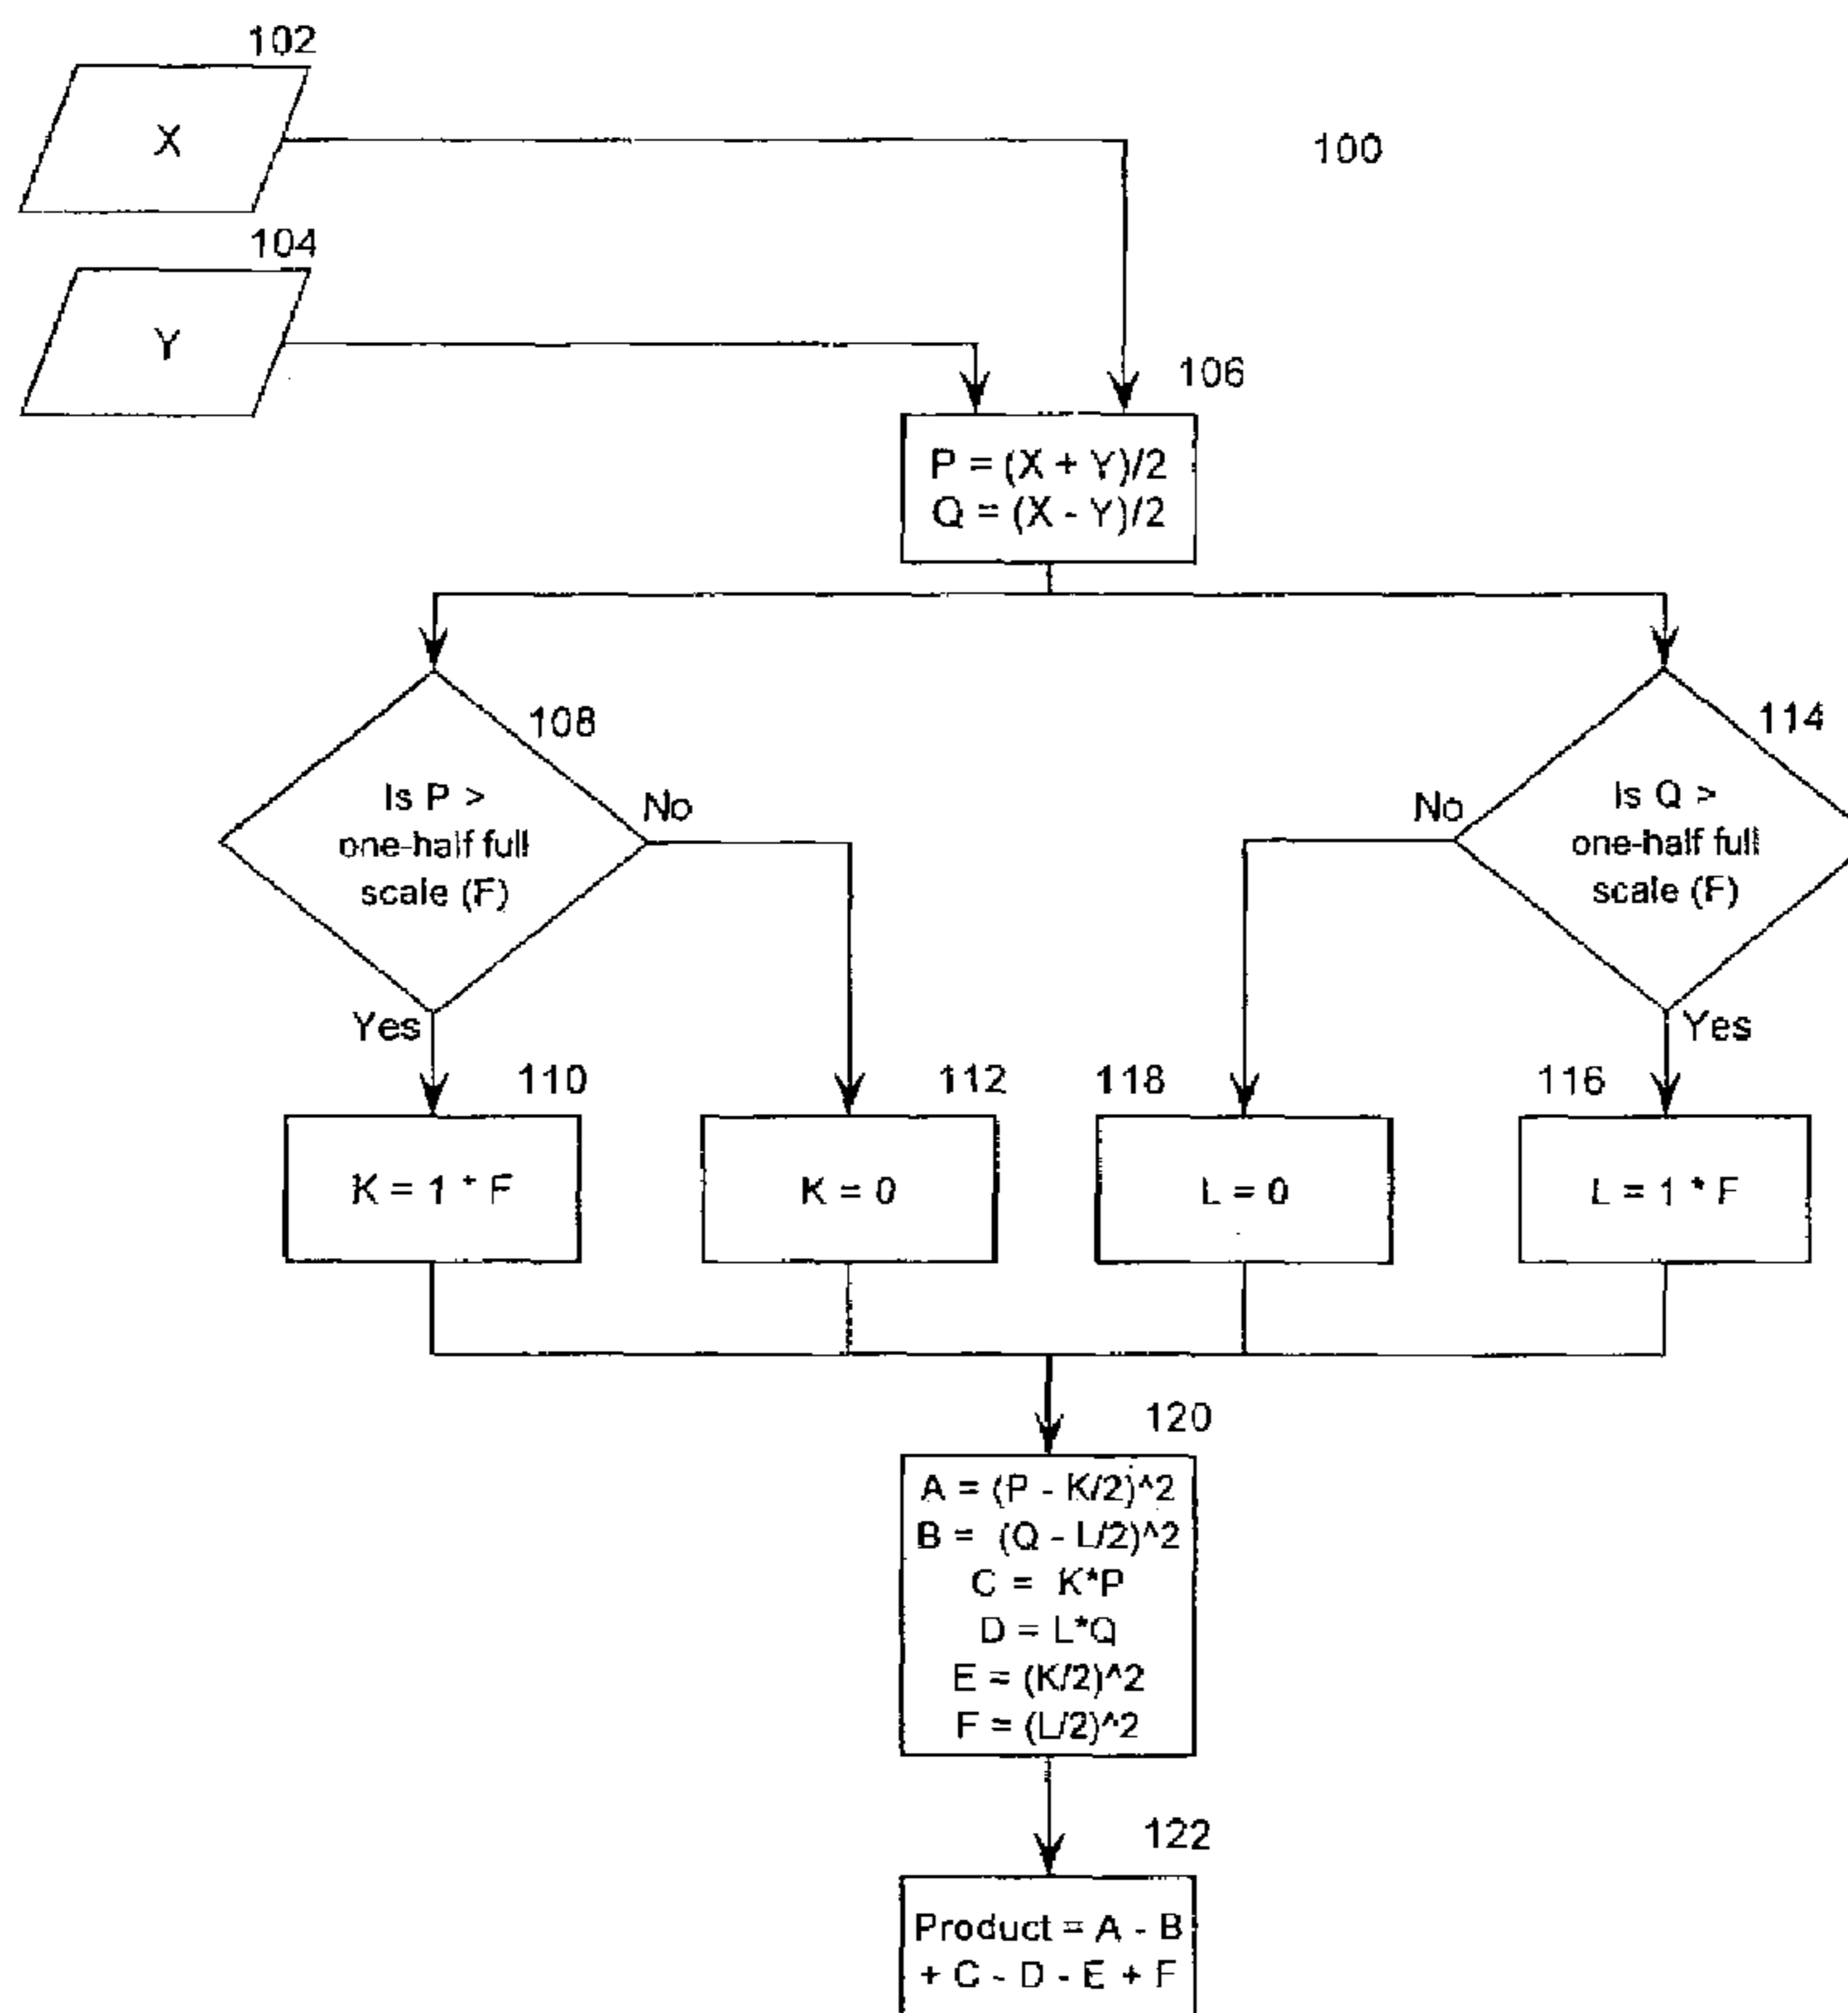 102
X
100
104
Y
106
P = (X + Y)/2
Q = (X - Y)/2
108
Is P >
one-half full
scale (F)
No
Yes
114
Is Q >
one-half full
scale (F)
No
Yes
110
K = 1 * F
112
K = 0
118
L = 0
116
L = 1 * F
120
A = (P - K/2)^2
B = (Q - L/2)^2
C = K*P
D = L*Q
E = (K/2)^2
F = (L/2)^2
122
Product = A - B
+ C - D - E + F